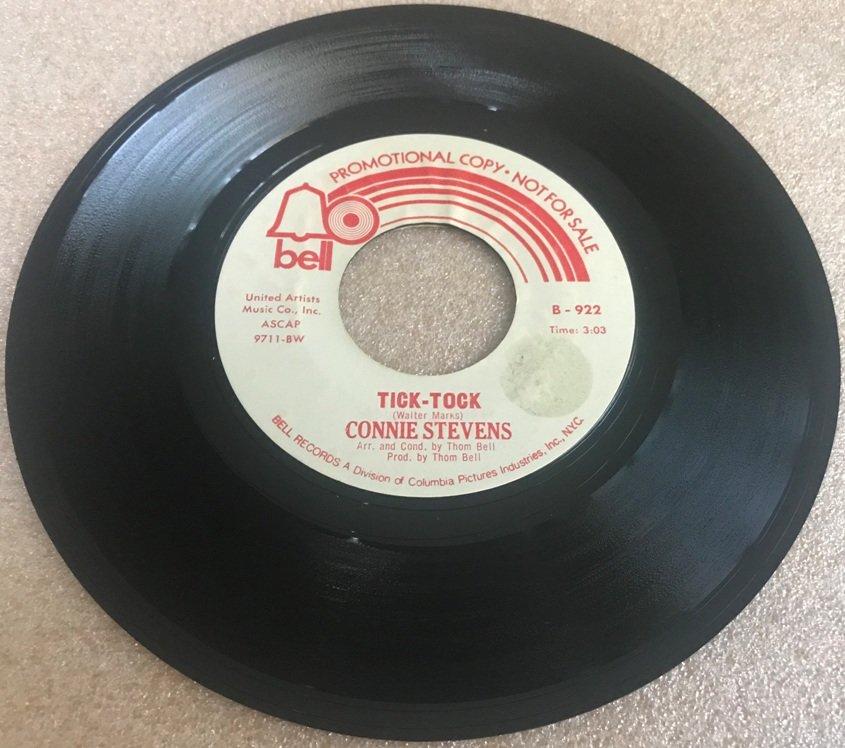 PROMOTIONAL COPY • NOT FOR SALE
bell
United Artists
Music Co., Inc.
ASCAP
9711-BW
B - 922
Time: 3:03
TICK-TOCK
(Walter Marks)
CONNIE STEVENS
Arr. and Cond. by Thom Bell
Prod. by Thom Bell
BELL RECORDS A Division of Columbia Pictures Industries, Inc., N.Y.C.